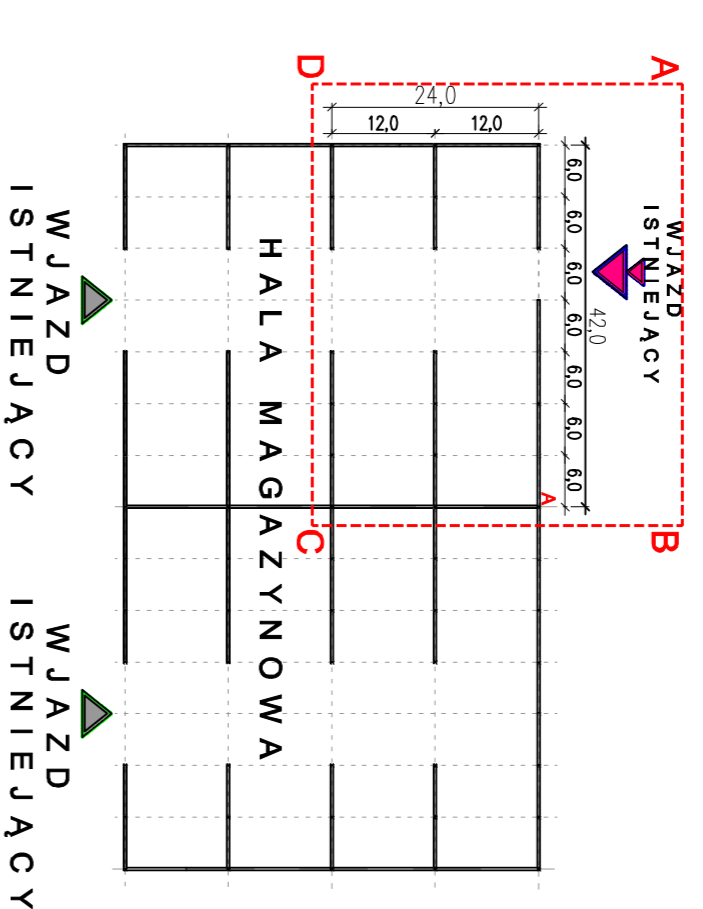 A
B
C
D
WJAZD
ISTNIEJĄCY
42,0
6,0
6,0
6,0
6,0
6,0
6,0
6,0
A
24,0
12,0
12,0
HALA MAGAZYNOWA
WJAZD
ISTNIEJĄCY
WJAZD
ISTNIEJĄCY